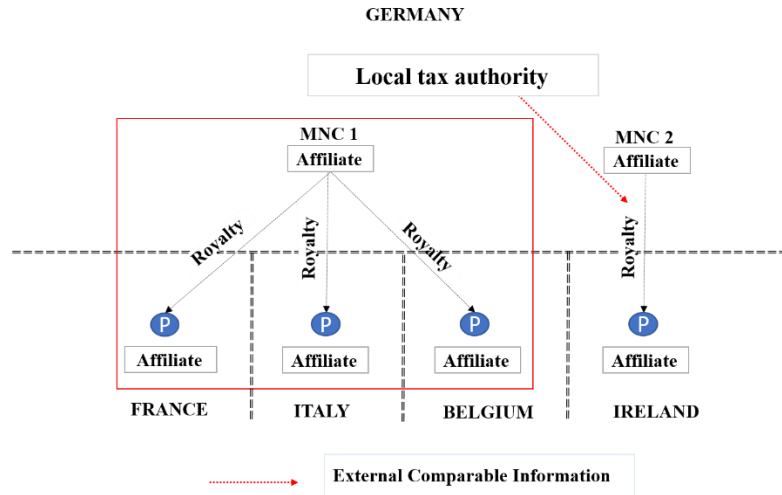 GERMANY
Local tax authority
MNC 1
Affiliate
MNC 2
Affiliate
Royalty
Royalty
Royalty
Royalty
P
P
P
P
Affiliate
Affiliate
Affiliate
Affiliate
FRANCE
ITALY
BELGIUM
IRELAND
External Comparable Information